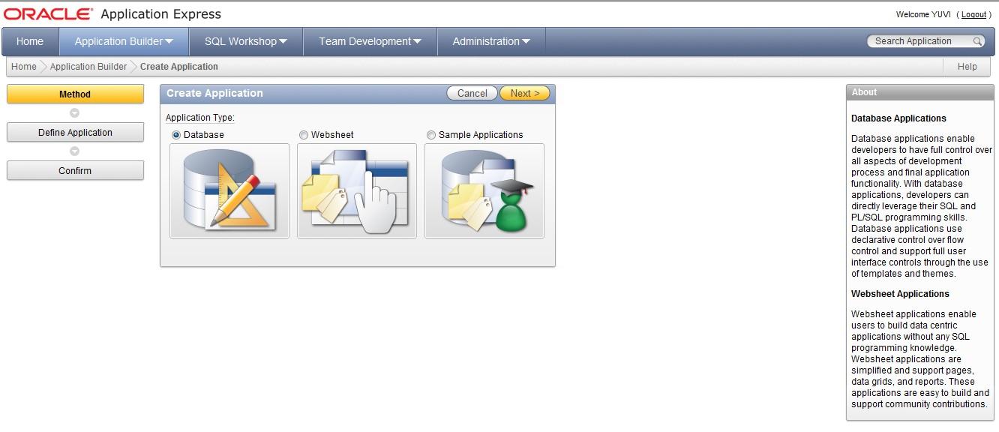 ORACLE® Application Express
Welcome YUVI ( Logout )
Home Application Builder SQL Workshop Team Development Administration Search Application
Home Application Builder Create Application Help
Method
Define Application
Confirm
Create Application Cancel Next >
Application Type:
Database Websheet Sample Applications
About
Database Applications
Database applications enable
developers to have full control over
all aspects of development
process and final application
functionality. With database
applications, developers can
directly leverage their SQL and
PL/SQL programming skills.
Database applications use
declarative control over flow
control and support full user
interface controls through the use
of templates and themes.
Websheet Applications
Websheet applications enable
users to build data centric
applications without any SQL
programming knowledge.
Websheet applications are
simplified and support pages,
data grids, and reports. These
applications are easy to build and
support community contributions.